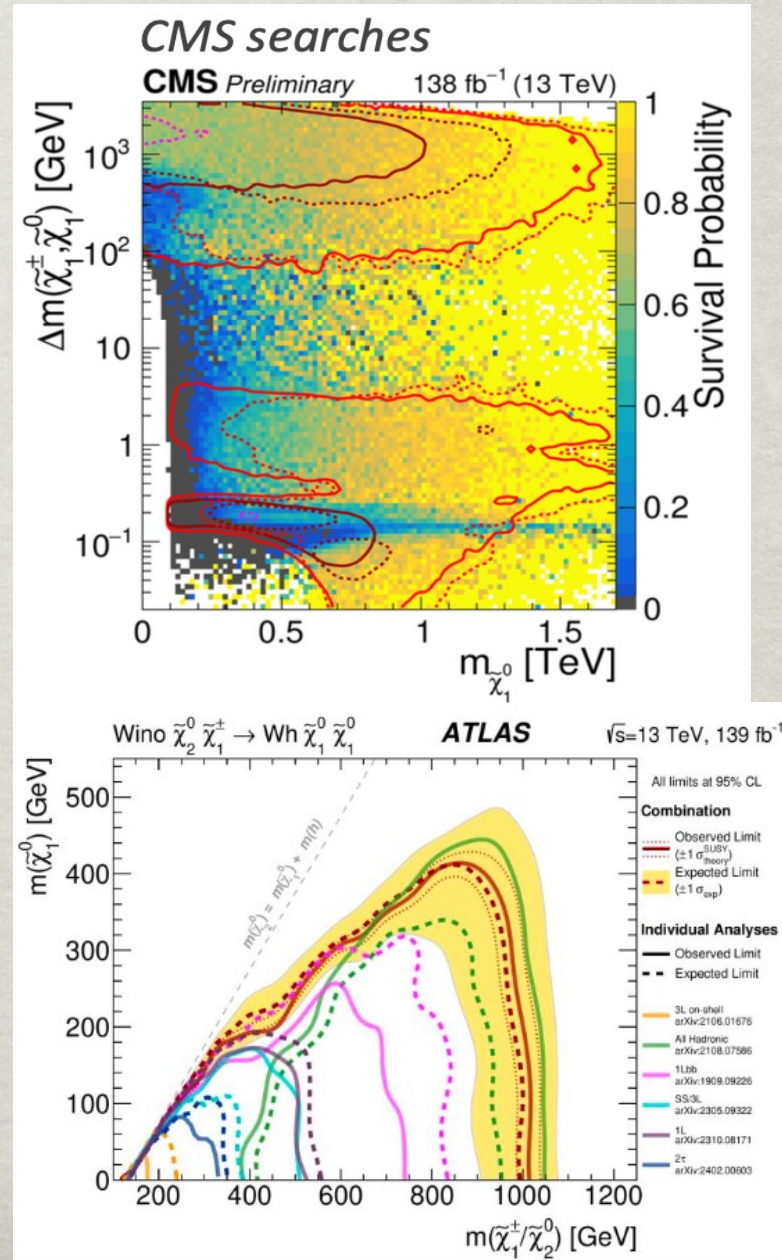 CMS searches
CMS Preliminary 138 fb⁻¹ (13 TeV)
Δm(χ̃₁±,χ̃₁⁰) [GeV]
10³
10²
10
1
10⁻¹
0 0.5 1 1.5
m_χ̃₁⁰ [TeV]
1
0.8
0.6
0.4
0.2
0
Survival Probability
Wino χ̃₂⁰ χ̃₁± → Wh χ̃₁⁰ χ̃₁⁰ ATLAS √s=13 TeV, 139 fb⁻¹
m(χ̃₁⁰) [GeV]
500
400
300
200
100
0
200 400 600 800 1000 1200
m(χ̃₁±/χ̃₂⁰) [GeV]
m(χ̃₂⁰) = m(χ̃₁⁰) + m(h)
All limits at 95% CL
Combination
Observed Limit
(±1 σ^SUSY_theory)
Expected Limit
(±1 σ_exp)
Individual Analyses
Observed Limit
Expected Limit
3L on-shell
arXiv:2106.01676
All Hadronic
arXiv:2108.07586
1Lbb
arXiv:1909.09226
SS/3L
arXiv:2305.09322
1L
arXiv:2310.08171
2τ
arXiv:2402.00603